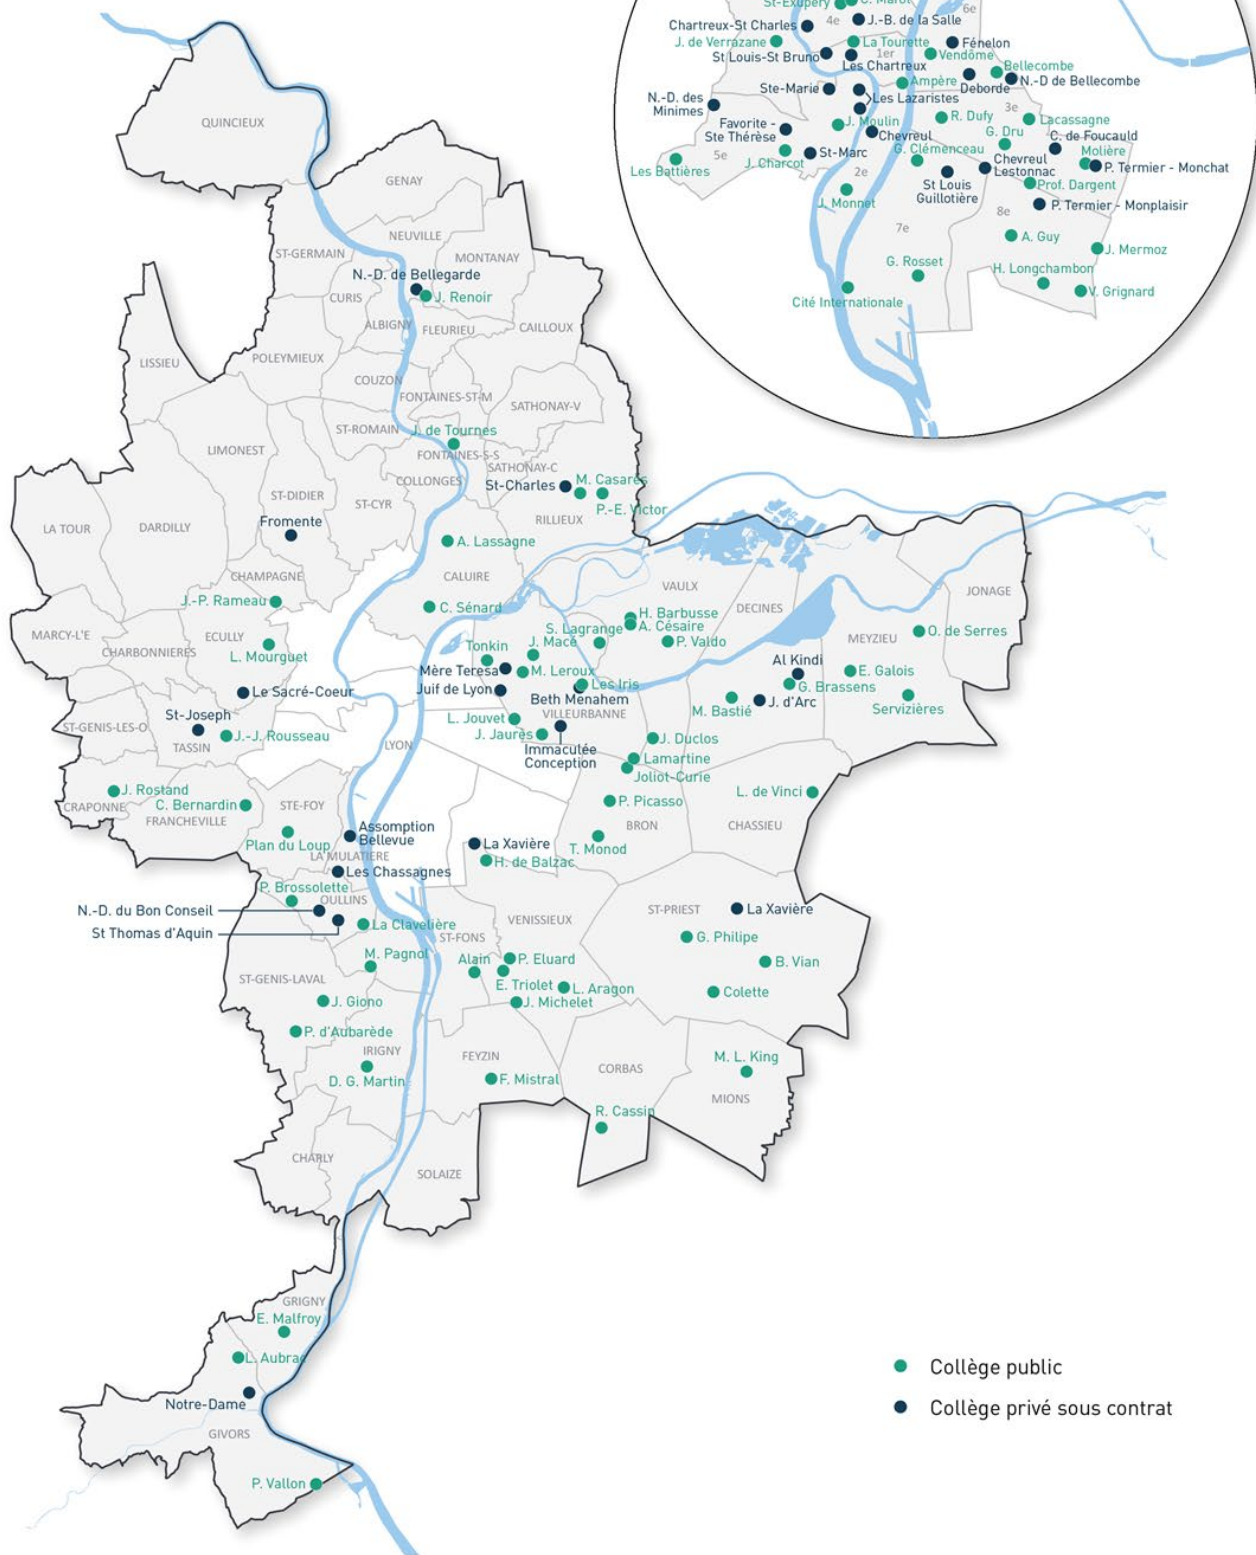 St-Exupéry
C. Marot
6e
4e
J.-B. de la Salle
Chartreux-St Charles
J. de Verrazane
La Tourette
Fénelon
1er
Vendôme
St Louis-St Bruno
Les Chartreux
Bellecombe
Ampère
Deborde
N.-D de Bellecombe
Ste-Marie
Les Lazaristes
N.-D. des
Minimes
3e
R. Dufy
Lacassagne
Favorite -
Ste Thérèse
J. Moulin
Chevreul
G. Dru
C. de Foucauld
5e
J. Charcot
St-Marc
G. Clémenceau
Molière
Les Battières
2e
Chevreul
Lestonnac
P. Termier - Monchat
St Louis
Guillotière
Prof. Dargent
J. Monnet
P. Termier - Monplaisir
8e
7e
A. Guy
J. Mermoz
G. Rosset
H. Longchambon
Cité Internationale
V. Grignard
QUINCIEUX
GENAY
NEUVILLE
ST-GERMAIN
MONTANAY
N.-D. de Bellegarde
J. Renoir
CURIS
ALBIGNY
FLEURIEU
CAILLOUX
LISSIEU
POLEYMIEUX
COUZON
FONTAINES-ST-M
SATHONAY-V
ST-ROMAIN
J. de Tournes
LIMONEST
FONTAINES-S-S
SATHONAY-C
COLLONGES
St-Charles
M. Casarès
P.-E. Victor
ST-DIDIER
ST-CYR
RILLIEUX
LA TOUR
DARDILLY
Fromente
A. Lassagne
CHAMPAGNE
CALUIRE
VAULX
JONAGE
J.-P. Rameau
C. Sénard
DECINES
H. Barbusse
A. Césaire
MARCY-L'E
ECULLY
S. Lagrange
P. Valdo
MEYZIEU
O. de Serres
CHARBONNIERES
L. Mourguet
Tonkin
J. Macé
Al Kindi
Mère Teresa
M. Leroux
E. Galois
Juif de Lyon
Les Iris
G. Brassens
Le Sacré-Coeur
Beth Menahem
M. Bastié
J. d'Arc
Servizières
St-Joseph
VILLEURBANNE
ST-GENIS-LES-O
L. Jouvet
J. Jaurès
J.-J. Rousseau
TASSIN
LYON
J. Duclos
Immaculée
Conception
Lamartine
Joliot-Curie
J. Rostand
L. de Vinci
CRAPONNE
C. Bernardin
STE-FOY
P. Picasso
FRANCHEVILLE
BRON
CHASSIEU
Plan du Loup
Assomption
Bellevue
La Xavière
T. Monod
LA MULATIERE
H. de Balzac
Les Chassagnes
P. Brossolette
OULLINS
N.-D. du Bon Conseil
St Thomas d'Aquin
ST-PRIEST
La Xavière
La Clavelière
VENISSIEUX
ST-FONS
G. Philipe
M. Pagnol
Alain
P. Eluard
B. Vian
ST-GENIS-LAVAL
E. Triolet
L. Aragon
Colette
J. Giono
J. Michelet
P. d'Aubarède
IRIGNY
FEYZIN
M. L. King
CORBAS
D. G. Martin
F. Mistral
MIONS
R. Cassin
CHARLY
SOLAIZE
GRIGNY
E. Malfroy
L. Aubrac
Notre-Dame
GIVORS
P. Vallon
Collège public
Collège privé sous contrat